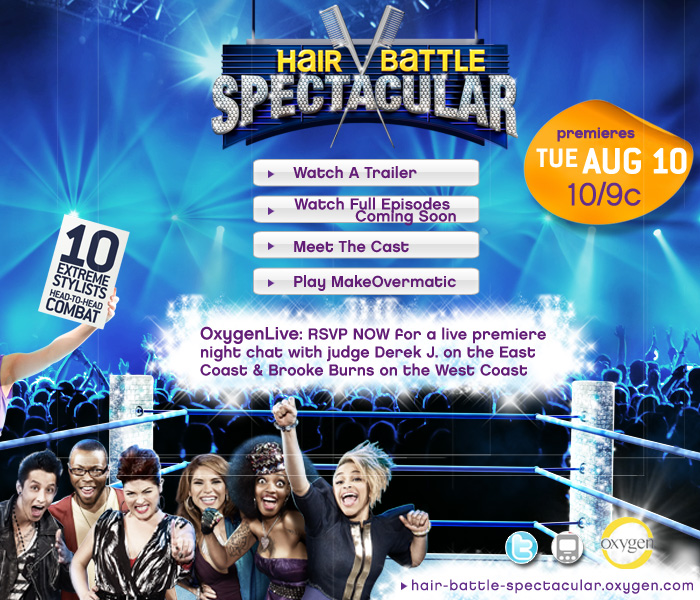 HAIR BATTLE
SPECTACULAR
premieres
TUE AUG 10
10/9c
Watch A Trailer
Watch Full Episodes
Coming Soon
Meet The Cast
Play MakeOvermatic
10
EXTREME
STYLISTS
HEAD-TO-HEAD
COMBAT
OxygenLive: RSVP NOW for a live premiere
night chat with judge Derek J. on the East
Coast & Brooke Burns on the West Coast
oxygen
hair-battle-spectacular.oxygen.com